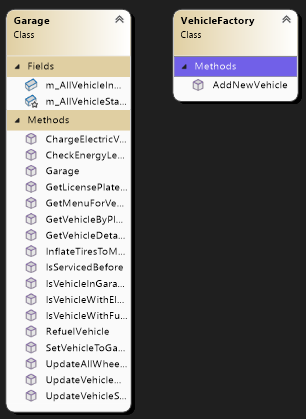 Garage
Class
Fields
m_AllVehicleIn...
m_AllVehicleSta...
Methods
ChargeElectricV...
CheckEnergyLe...
Garage
GetLicensePlate...
GetMenuForVe...
GetVehicleByPl...
GetVehicleDeta...
InflateTiresToM...
IsServicedBefore
IsVehicleInGara...
IsVehicleWithEl...
IsVehicleWithFu...
RefuelVehicle
SetVehicleToGa...
UpdateAllWhee...
UpdateVehicle...
UpdateVehicleS...
VehicleFactory
Class
Methods
AddNewVehicle